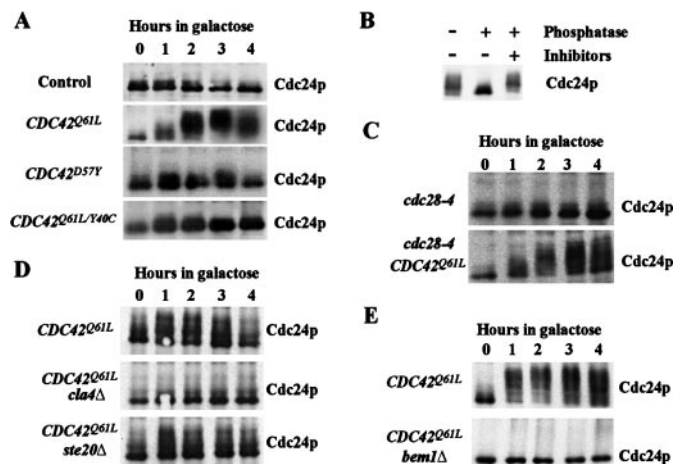 A
Hours in galactose
0 1 2 3 4
Control
Cdc24p
CDC42Q61L
Cdc24p
CDC42D57Y
Cdc24p
CDC42Q61L/Y40C
Cdc24p
B
- + + Phosphatase
- - + Inhibitors
Cdc24p
C
Hours in galactose
0 1 2 3 4
cdc28-4
Cdc24p
cdc28-4
CDC42Q61L
Cdc24p
D
Hours in galactose
0 1 2 3 4
CDC42Q61L
Cdc24p
CDC42Q61L
cla4Δ
Cdc24p
CDC42Q61L
ste20Δ
Cdc24p
E
Hours in galactose
0 1 2 3 4
CDC42Q61L
Cdc24p
CDC42Q61L
bem1Δ
Cdc24p